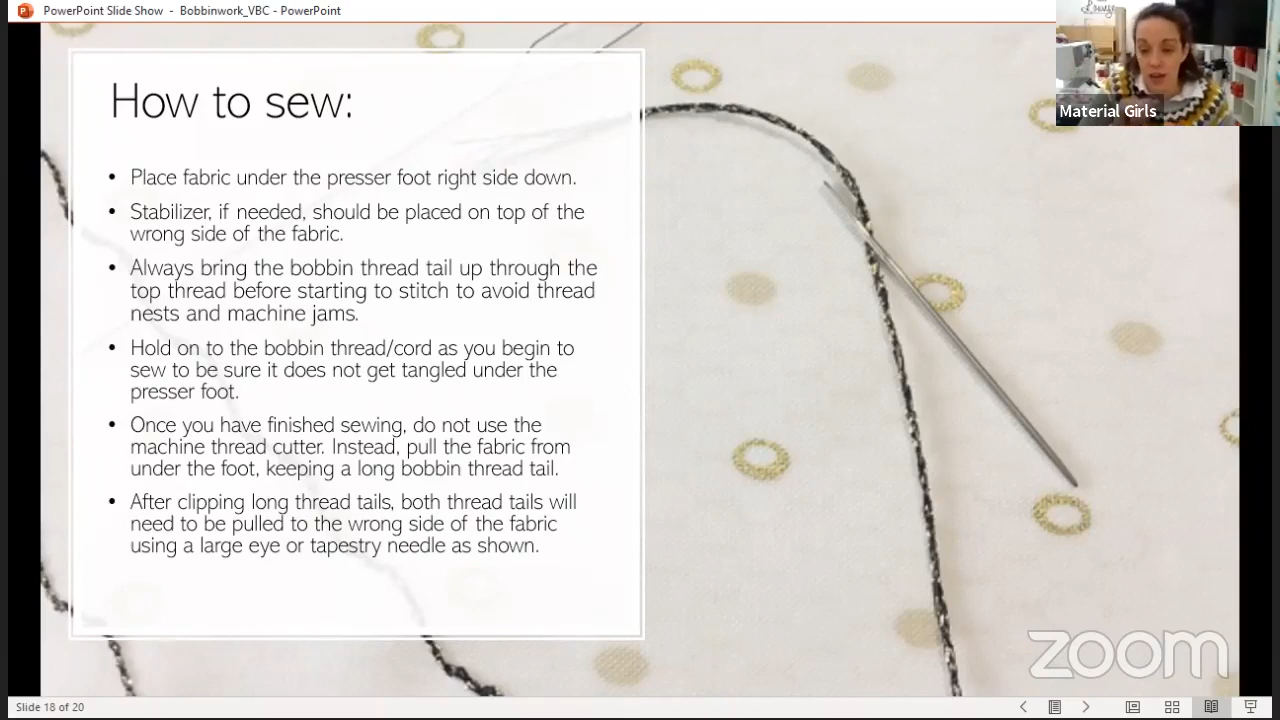 PowerPoint Slide Show - Bobbinwork_VBC - PowerPoint
Material Girls
How to sew:
• Place fabric under the presser foot right side down.
• Stabilizer, if needed, should be placed on top of the
wrong side of the fabric.
• Always bring the bobbin thread tail up through the
top thread before starting to stitch to avoid thread
nests and machine jams.
• Hold on to the bobbin thread/cord as you begin to
sew to be sure it does not get tangled under the
presser foot.
• Once you have finished sewing, do not use the
machine thread cutter. Instead, pull the fabric from
under the foot, keeping a long bobbin thread tail.
• After clipping long thread tails, both thread tails will
need to be pulled to the wrong side of the fabric
using a large eye or tapestry needle as shown.
zoom
Slide 18 of 20